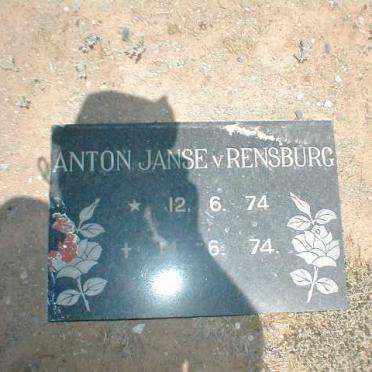 ANTON JANSE v RENSBURG
★ 12. 6. 74
✝ 6. 74.